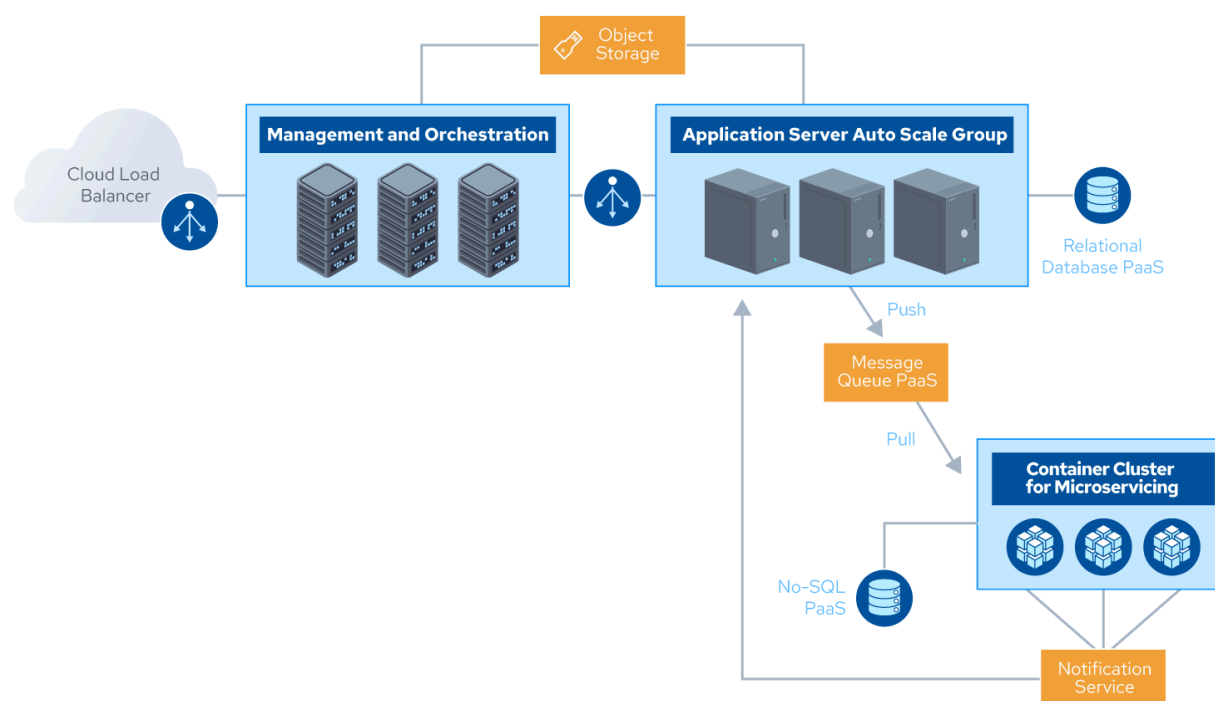 Object
Storage
Management and Orchestration
Application Server Auto Scale Group
Cloud Load
Balancer
Relational
Database PaaS
Push
Message
Queue PaaS
Pull
Container Cluster
for Microservicing
No-SQL
PaaS
Notification
Service